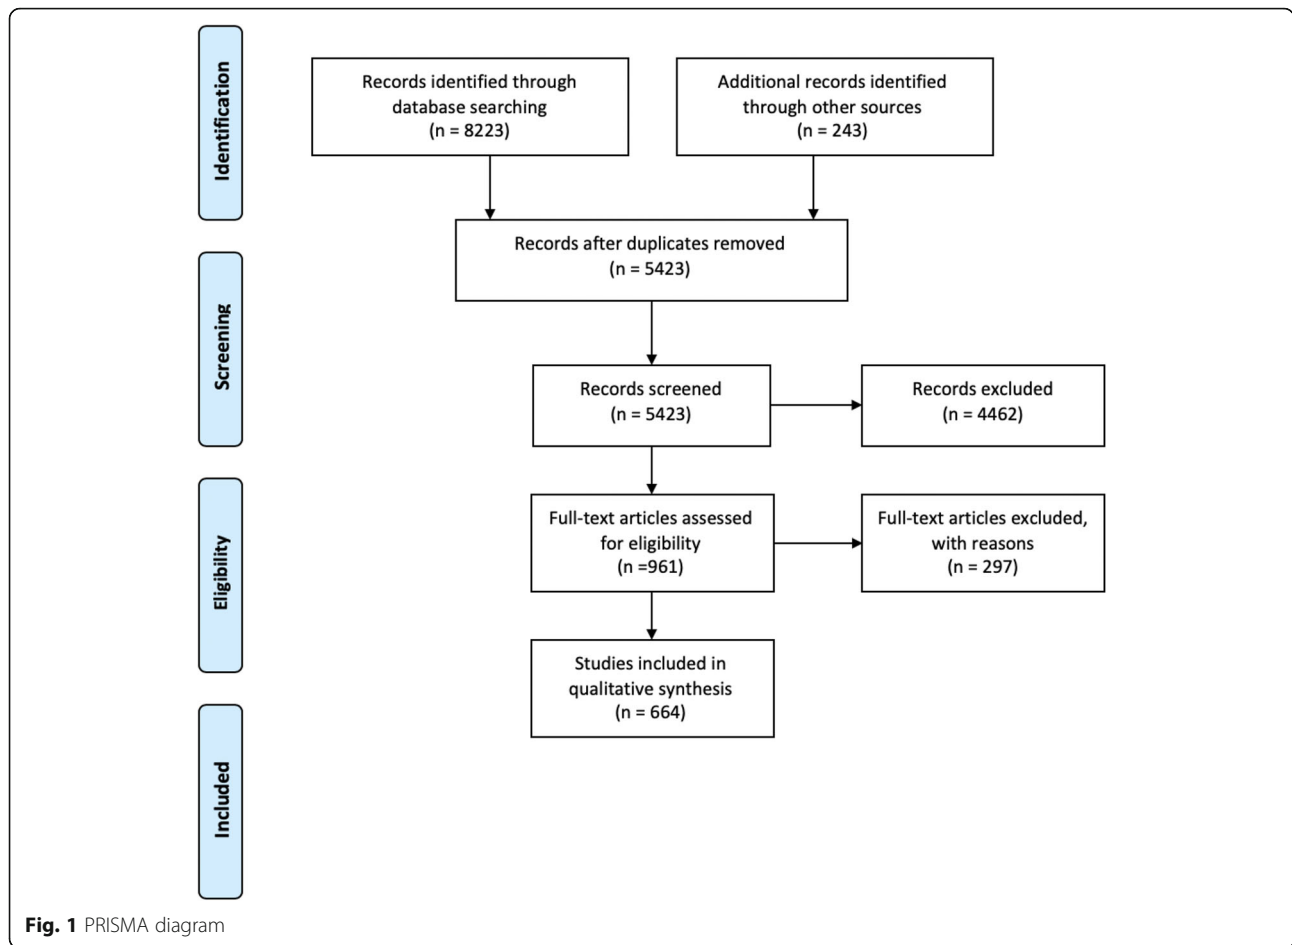 Identification
Records identified through
database searching
(n = 8223)
Additional records identified
through other sources
(n = 243)
Records after duplicates removed
(n = 5423)
Screening
Records screened
(n = 5423)
Records excluded
(n = 4462)
Eligibility
Full-text articles assessed
for eligibility
(n =961)
Full-text articles excluded,
with reasons
(n = 297)
Studies included in
qualitative synthesis
(n = 664)
Included
Fig. 1 PRISMA diagram